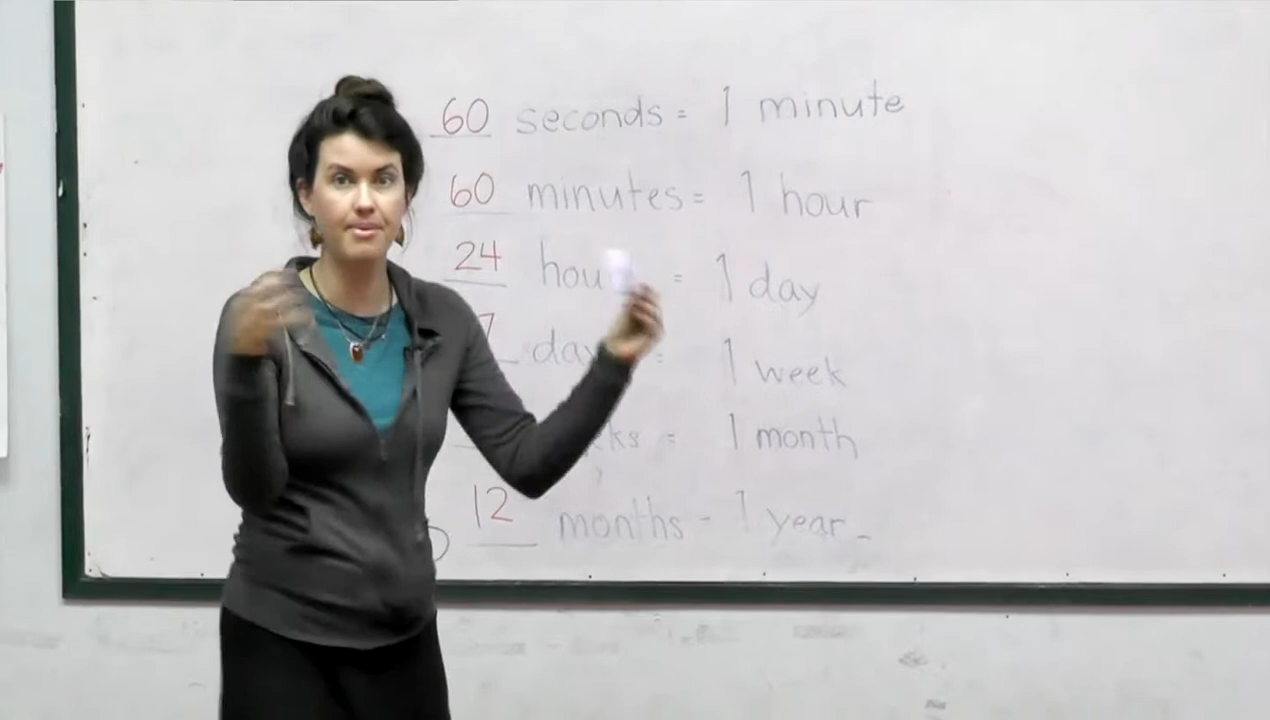 60 seconds = 1 minute
60 minutes = 1 hour
24 = 1 day
7 = 1 week
= 1 month
12 months - 1 year